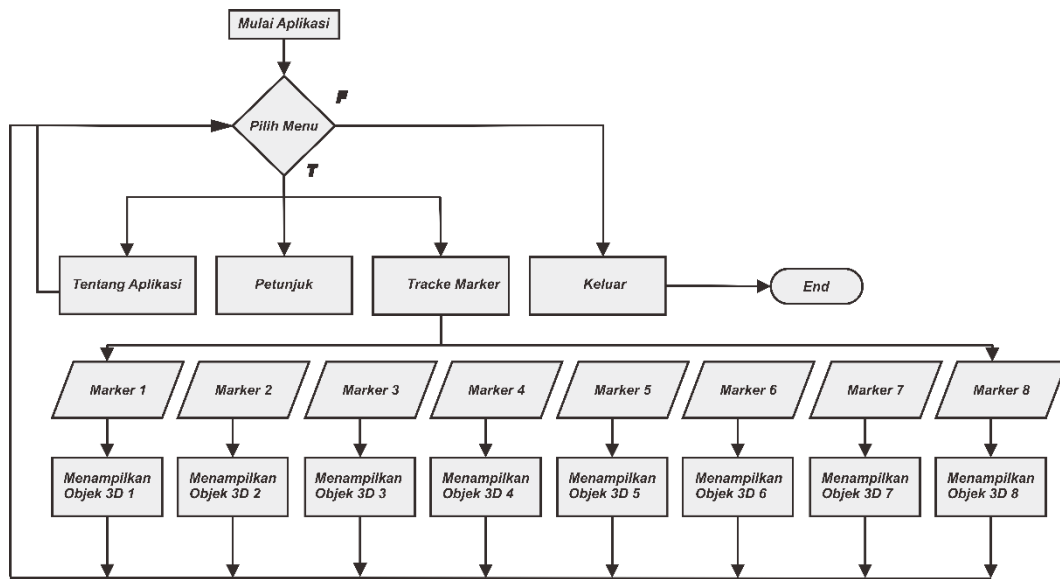 Mulai Aplikasi
F
Pilih Menu
T
Tentang Aplikasi
Petunjuk
Tracke Marker
Keluar
End
Marker 1
Marker 2
Marker 3
Marker 4
Marker 5
Marker 6
Marker 7
Marker 8
Menampilkan
Objek 3D 1
Menampilkan
Objek 3D 2
Menampilkan
Objek 3D 3
Menampilkan
Objek 3D 4
Menampilkan
Objek 3D 5
Menampilkan
Objek 3D 6
Menampilkan
Objek 3D 7
Menampilkan
Objek 3D 8